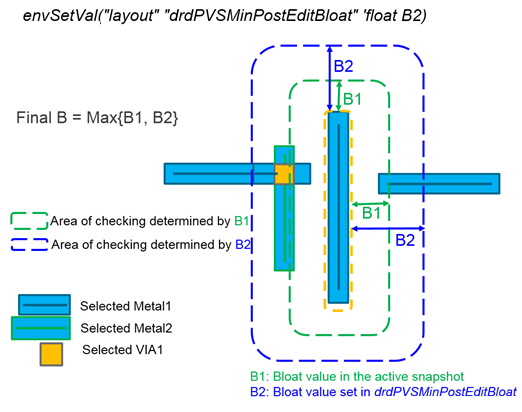 envSetVal("layout" "drdPVSMinPostEditBloat" 'float B2)
B2
B1
Final B = Max{B1, B2}
B1
B2
Area of checking determined by B1
Area of checking determined by B2
Selected Metal1
Selected Metal2
Selected VIA1
B1: Bloat value in the active snapshot
B2: Bloat value set in drdPVSMinPostEditBloat